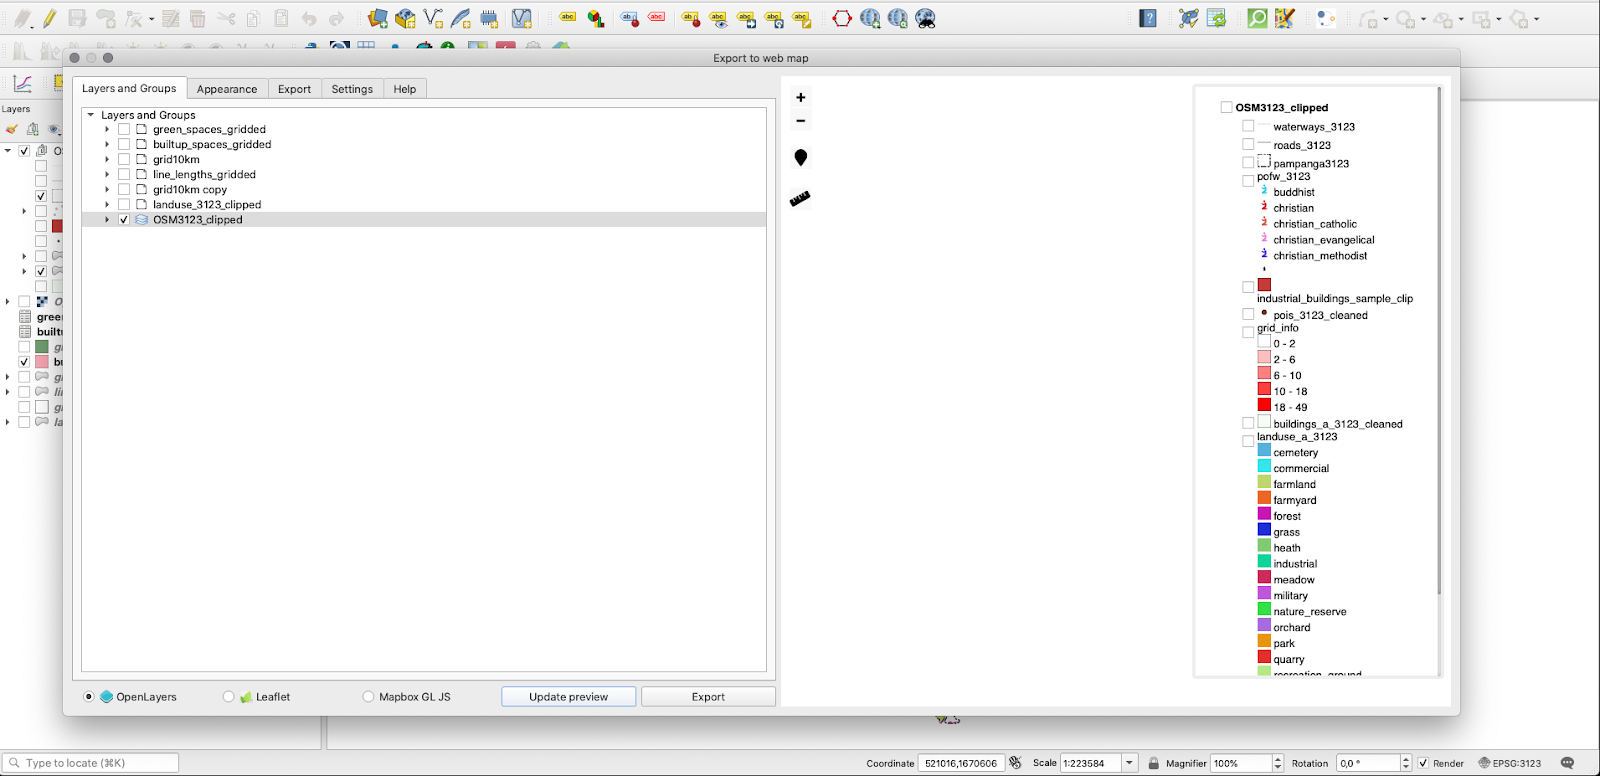 Export to web map
Layers and Groups
Appearance
Export
Settings
Help
Layers and Groups
green_spaces_gridded
builtup_spaces_gridded
grid10km
line_lengths_gridded
grid10km copy
landuse_3123_clipped
OSM3123_clipped
OpenLayers
Leaflet
Mapbox GL JS
Update preview
Export
+
−
OSM3123_clipped
waterways_3123
roads_3123
pampanga3123
pofw_3123
buddhist
christian
christian_catholic
christian_evangelical
christian_methodist
industrial_buildings_sample_clip
pois_3123_cleaned
grid_info
0 - 2
2 - 6
6 - 10
10 - 18
18 - 49
buildings_a_3123_cleaned
landuse_a_3123
cemetery
commercial
farmland
farmyard
forest
grass
heath
industrial
meadow
military
nature_reserve
orchard
park
quarry
recreation_ground
Layers
Type to locate (⌘K)
Coordinate 521016,1670606
Scale 1:223584
Magnifier 100%
Rotation 0,0 °
Render
EPSG:3123